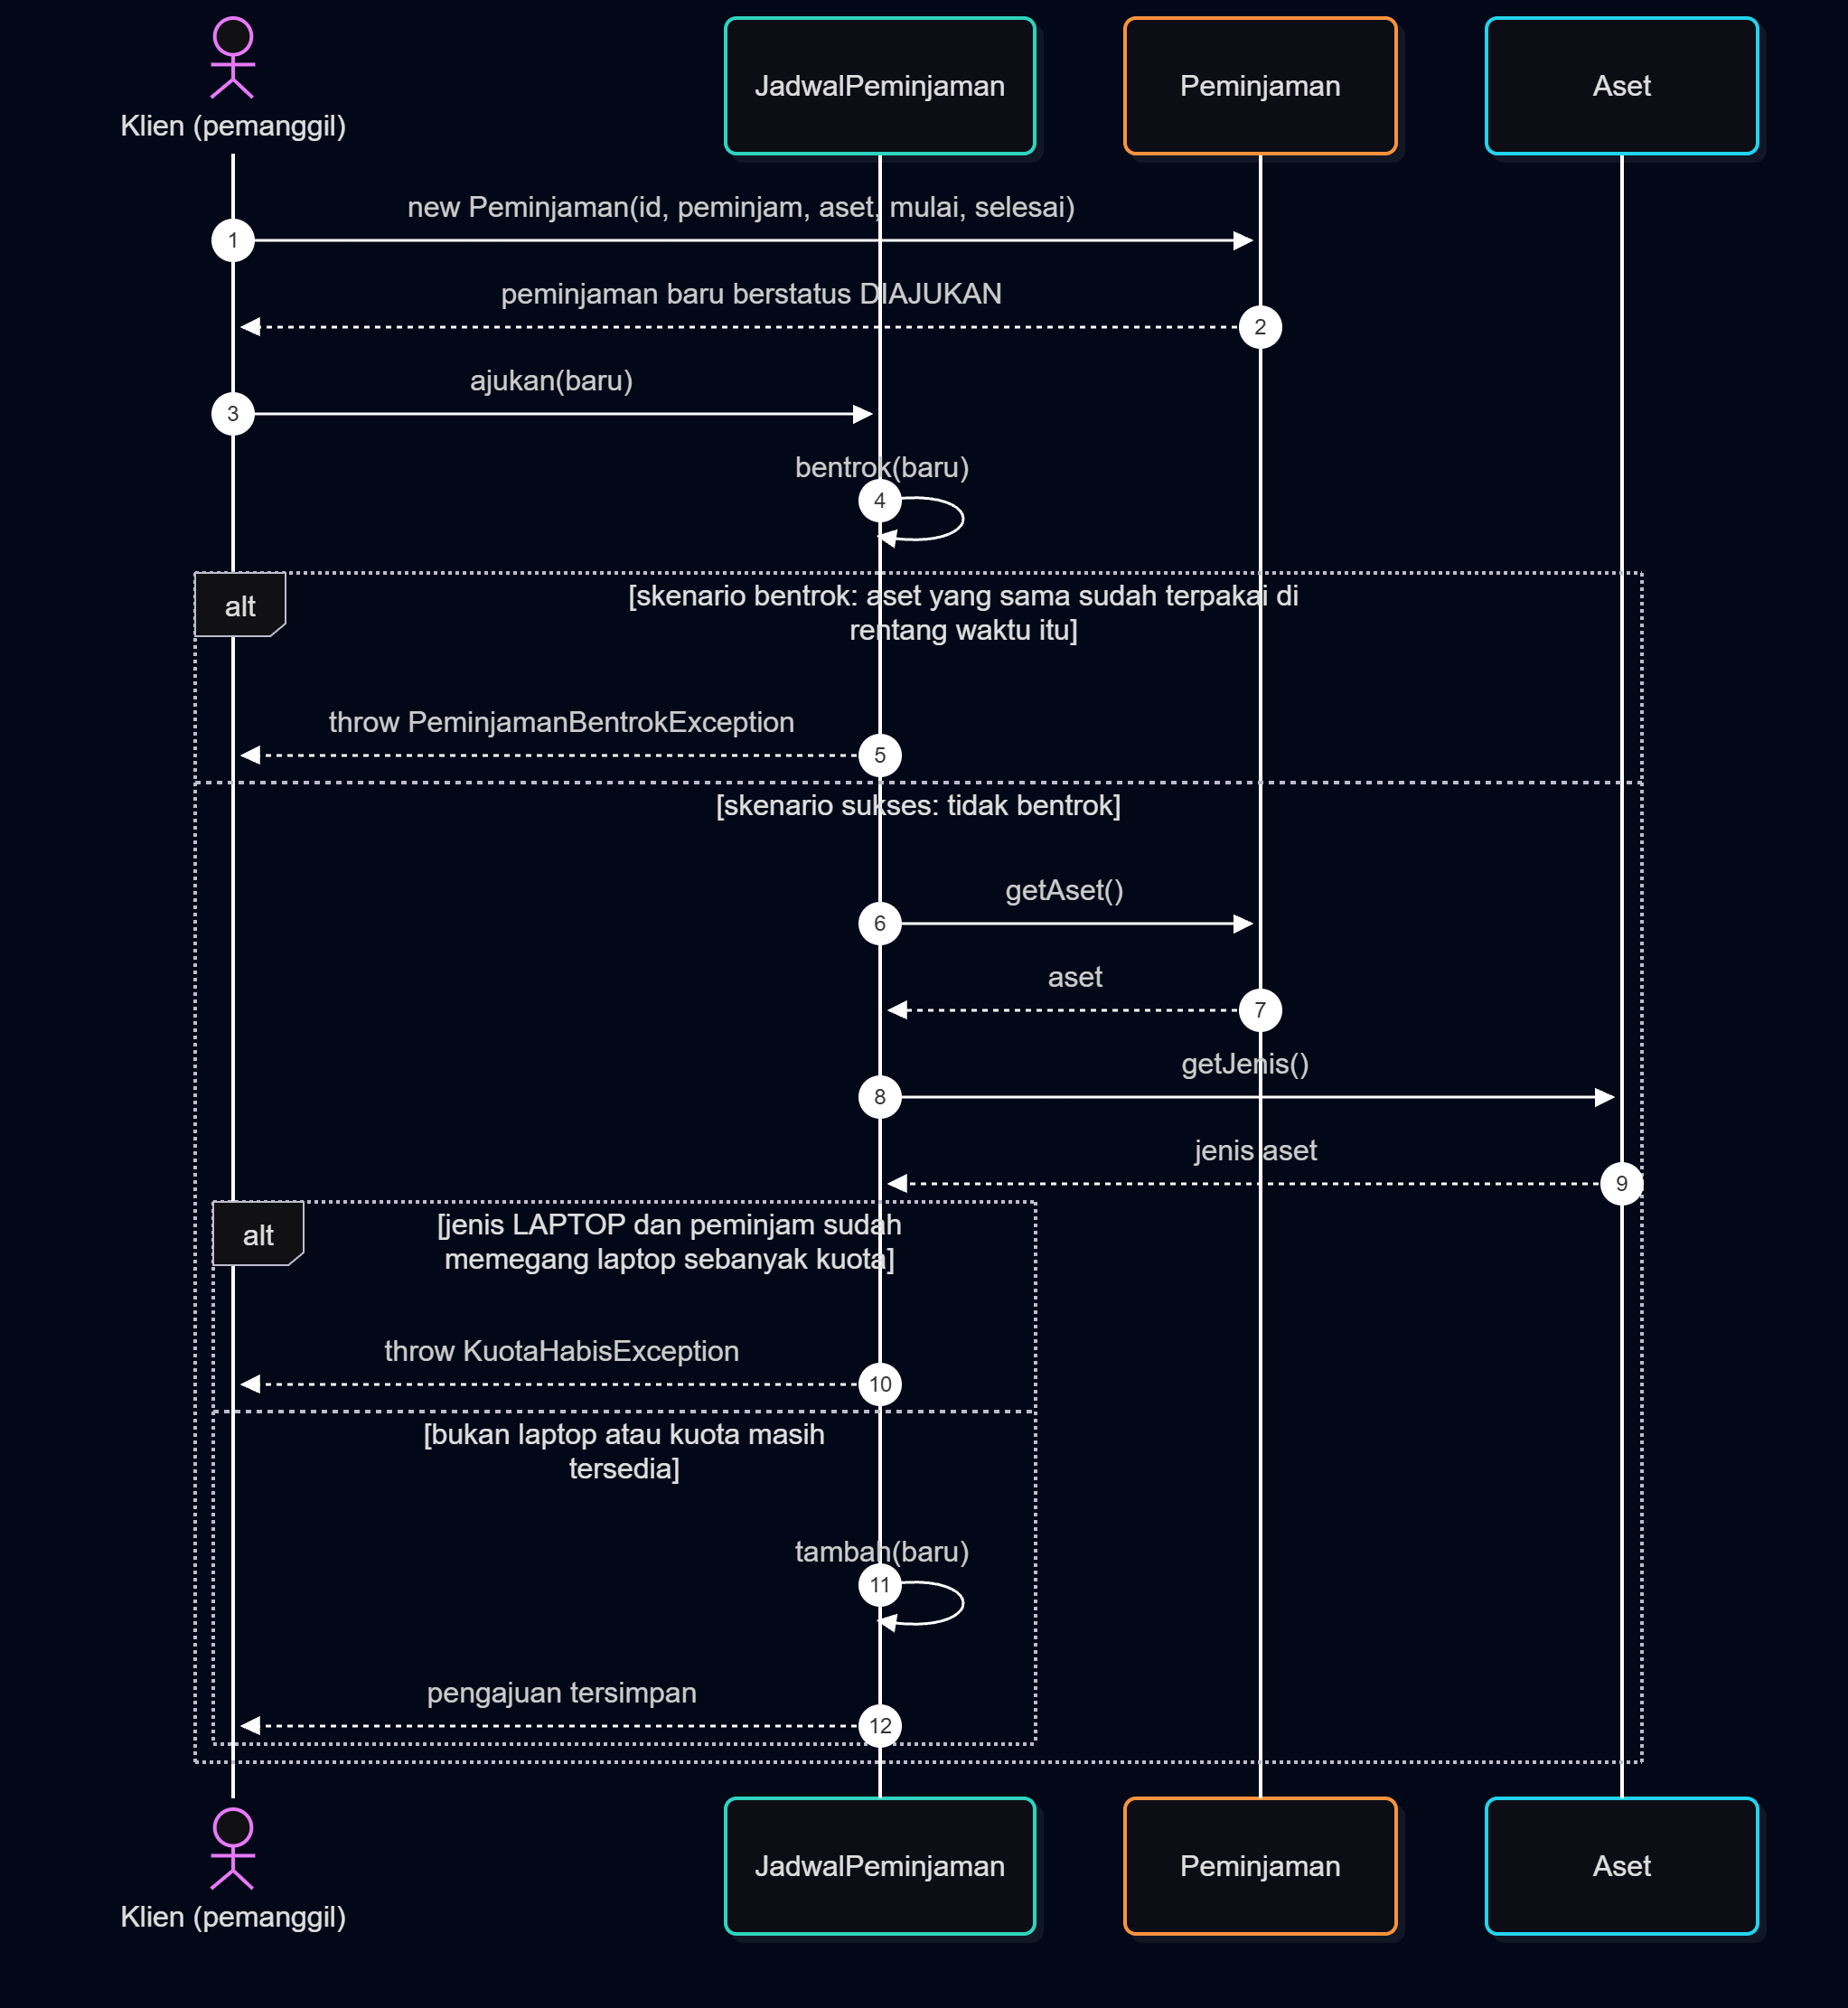 Klien (pemanggil)
JadwalPeminjaman
Peminjaman
Aset
new Peminjaman(id, peminjam, aset, mulai, selesai)
1
peminjaman baru berstatus DIAJUKAN
2
ajukan(baru)
3
bentrok(baru)
4
alt
[skenario bentrok: aset yang sama sudah terpakai di
rentang waktu itu]
throw PeminjamanBentrokException
5
[skenario sukses: tidak bentrok]
getAset()
6
aset
7
getJenis()
8
jenis aset
9
alt
[jenis LAPTOP dan peminjam sudah
memegang laptop sebanyak kuota]
throw KuotaHabisException
10
[bukan laptop atau kuota masih
tersedia]
tambah(baru)
11
pengajuan tersimpan
12
Klien (pemanggil)
JadwalPeminjaman
Peminjaman
Aset